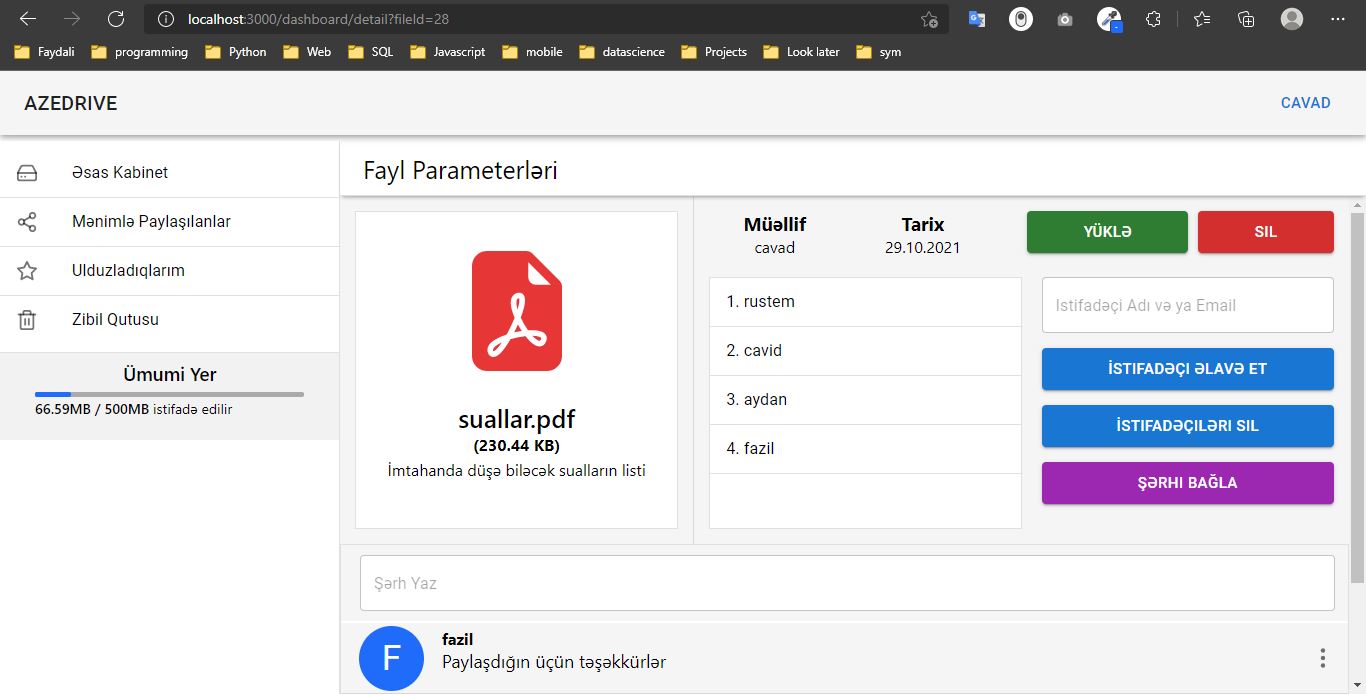 localhost:3000/dashboard/detail?fileId=28
Faydali programming Python Web SQL Javascript mobile datascience Projects Look later sym
AZEDRIVE
CAVAD
Əsas Kabinet
Mənimlə Paylaşılanlar
Ulduzladıqlarım
Zibil Qutusu
Ümumi Yer
66.59MB / 500MB istifadə edilir
Fayl Parameterləri
suallar.pdf
(230.44 KB)
İmtahanda düşə biləcək sualların listi
Müəllif
cavad
Tarix
29.10.2021
YÜKLƏ
SIL
1. rustem
2. cavid
3. aydan
4. fazil
Istifadəçi Adı və ya Email
İSTIFADƏÇI ƏLAVƏ ET
İSTIFADƏÇILƏRI SIL
ŞƏRHI BAĞLA
Şərh Yaz
F
fazil
Paylaşdığın üçün təşəkkürlər